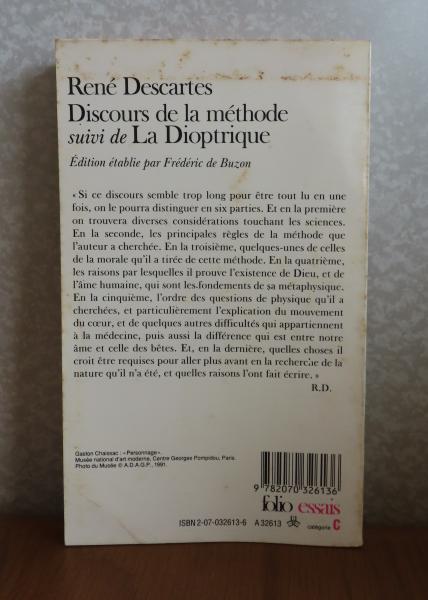 René Descartes
Discours de la méthode
suivi de La Dioptrique
Édition établie par Frédéric de Buzon
« Si ce discours semble trop long pour être tout lu en une
fois, on le pourra distinguer en six parties. Et en la première
on trouvera diverses considérations touchant les sciences.
En la seconde, les principales règles de la méthode que
l'auteur a cherchée. En la troisième, quelques-unes de celles
de la morale qu'il a tirée de cette méthode. En la quatrième,
les raisons par lesquelles il prouve l'existence de Dieu, et de
l'âme humaine, qui sont les fondements de sa métaphysique.
En la cinquième, l'ordre des questions de physique qu'il a
cherchées, et particulièrement l'explication du mouvement
du cœur, et de quelques autres difficultés qui appartiennent
à la médecine, puis aussi la différence qui est entre notre
âme et celle des bêtes. Et, en la dernière, quelles choses il
croit être requises pour aller plus avant en la recherche de la
nature qu'il n'a été, et quelles raisons l'ont fait écrire. »
R.D.
Gaston Chaissac : « Personnage ».
Musée national d'art moderne, Centre Georges Pompidou, Paris.
Photo du Musée © A.D.A.G.P., 1991.
9 782070 326136
folio essais
ISBN 2-07-032613-6 A 32613 catégorie C